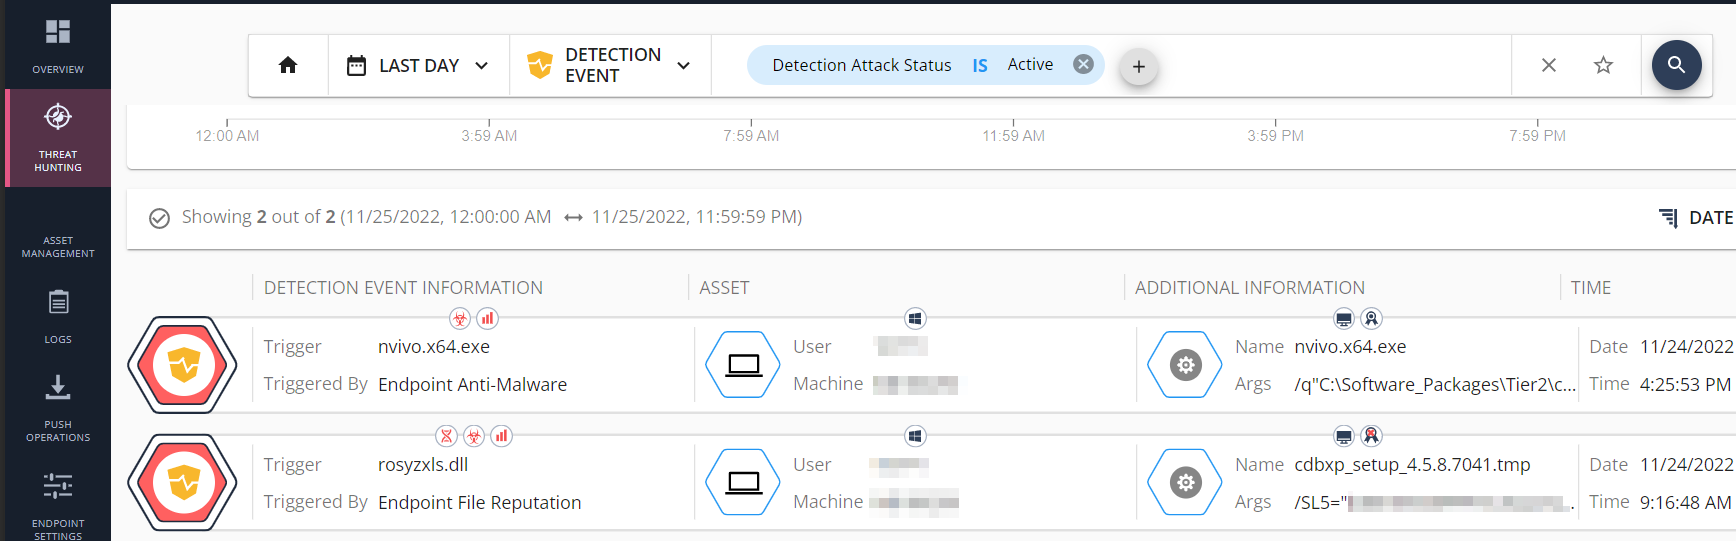 OVERVIEW
THREAT
HUNTING
ASSET
MANAGEMENT
LOGS
PUSH
OPERATIONS
ENDPOINT
SETTINGS
LAST DAY
DETECTION
EVENT
Detection Attack Status IS Active
12:00 AM 3:59 AM 7:59 AM 11:59 AM 3:59 PM 7:59 PM
Showing 2 out of 2 (11/25/2022, 12:00:00 AM ↔ 11/25/2022, 11:59:59 PM)
DATE
DETECTION EVENT INFORMATION ASSET ADDITIONAL INFORMATION TIME
Trigger nvivo.x64.exe User Name nvivo.x64.exe Date 11/24/2022
Triggered By Endpoint Anti-Malware Machine Args /q"C:\Software_Packages\Tier2\c... Time 4:25:53 PM
Trigger rosyzxls.dll User Name cdbxp_setup_4.5.8.7041.tmp Date 11/24/2022
Triggered By Endpoint File Reputation Machine Args /SL5=" . Time 9:16:48 AM